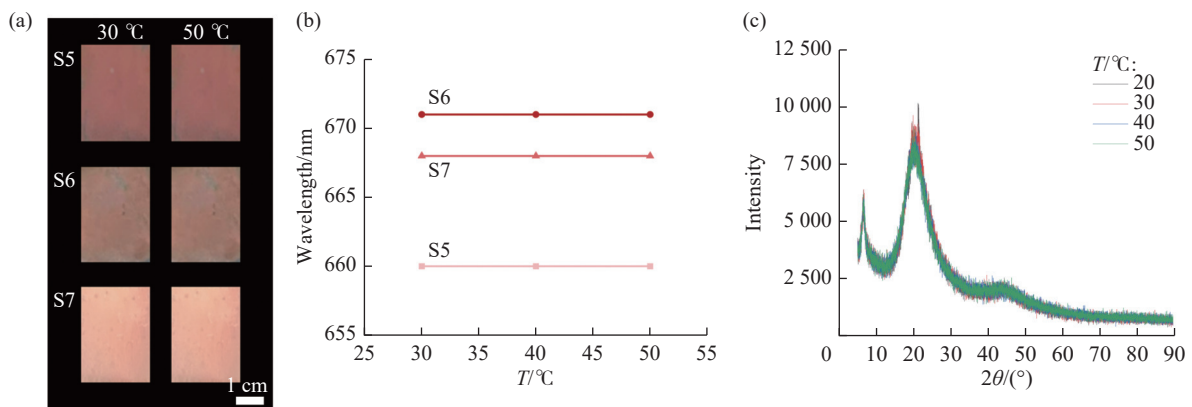 (a)
30 ℃ 50 ℃
S5
S6
S7
1 cm
(b)
675
670
665
660
655
Wavelength/nm
S6
S7
S5
25 30 35 40 45 50 55
T/℃
(c)
12 500
10 000
7 500
5 000
2 500
Intensity
T/℃:
20
30
40
50
0 10 20 30 40 50 60 70 80 90
2θ/(°)